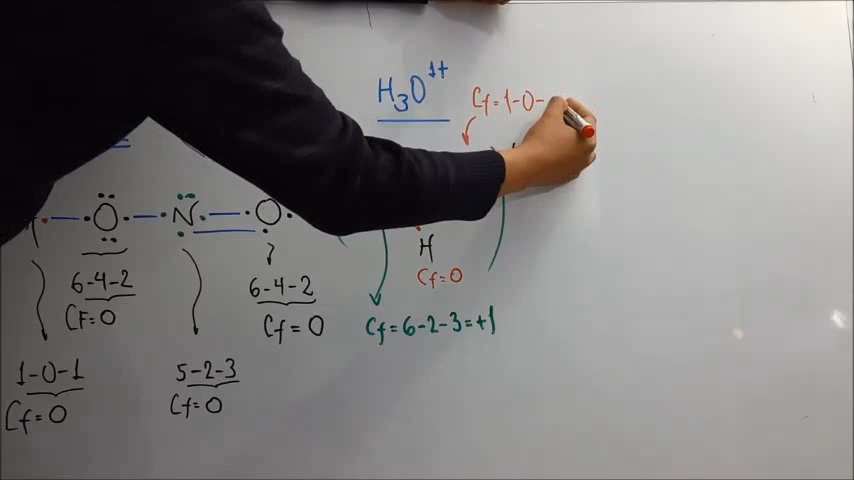 H₃O¹⁺
Cf=1-0-
O N O
H
6-4-2
CF=0
6-4-2
Cf=0
Cf=0
Cf=6-2-3=+1
1-0-1
Cf=0
5-2-3
Cf=0